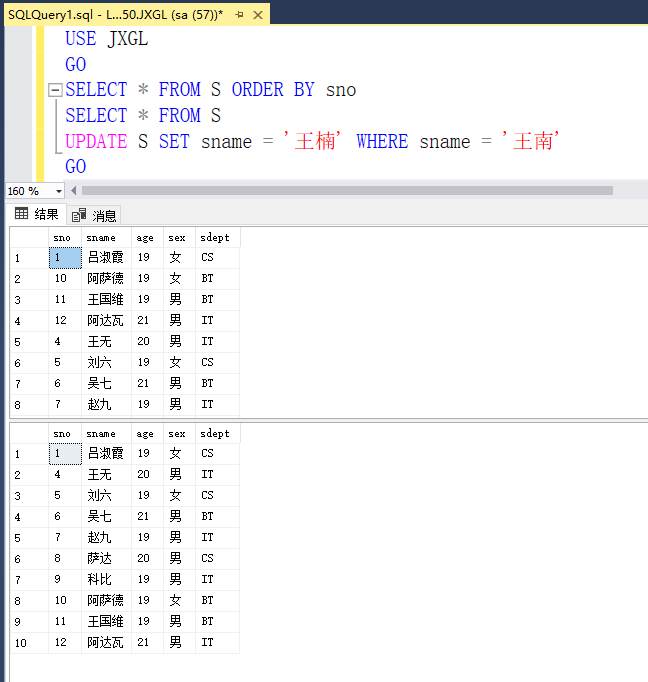 SQLQuery1.sql - L...50.JXGL (sa (57))*
USE JXGL
GO
SELECT * FROM S ORDER BY sno
SELECT * FROM S
UPDATE S SET sname = '王楠' WHERE sname = '王南'
GO
160 %
结果 消息
sno sname age sex sdept
1 1 吕淑霞 19 女 CS
2 10 阿萨德 19 女 BT
3 11 王国维 19 男 BT
4 12 阿达瓦 21 男 IT
5 4 王无 20 男 IT
6 5 刘六 19 女 CS
7 6 吴七 21 男 BT
8 7 赵九 19 男 IT
sno sname age sex sdept
1 1 吕淑霞 19 女 CS
2 4 王无 20 男 IT
3 5 刘六 19 女 CS
4 6 吴七 21 男 BT
5 7 赵九 19 男 IT
6 8 萨达 20 男 CS
7 9 科比 19 男 IT
8 10 阿萨德 19 女 BT
9 11 王国维 19 男 BT
10 12 阿达瓦 21 男 IT